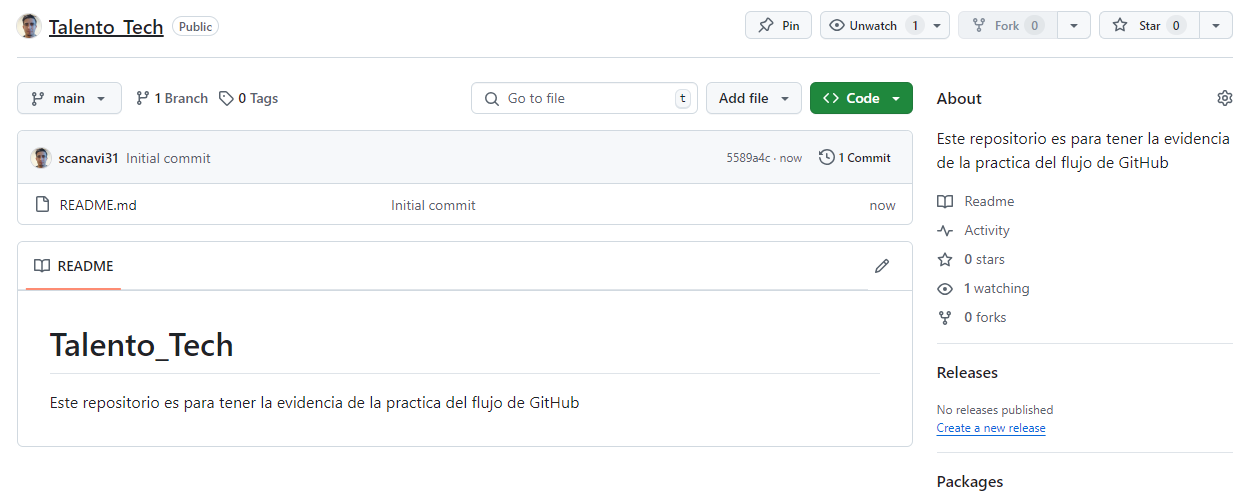 Talento_Tech Public
Pin
Unwatch 1
Fork 0
Star 0
main
1 Branch
0 Tags
Go to file t
Add file
Code
scanavi31 Initial commit 5589a4c · now 1 Commit
README.md Initial commit now
README
Talento_Tech
Este repositorio es para tener la evidencia de la practica del flujo de GitHub
About
Este repositorio es para tener la evidencia
de la practica del flujo de GitHub
Readme
Activity
0 stars
1 watching
0 forks
Releases
No releases published
Create a new release
Packages